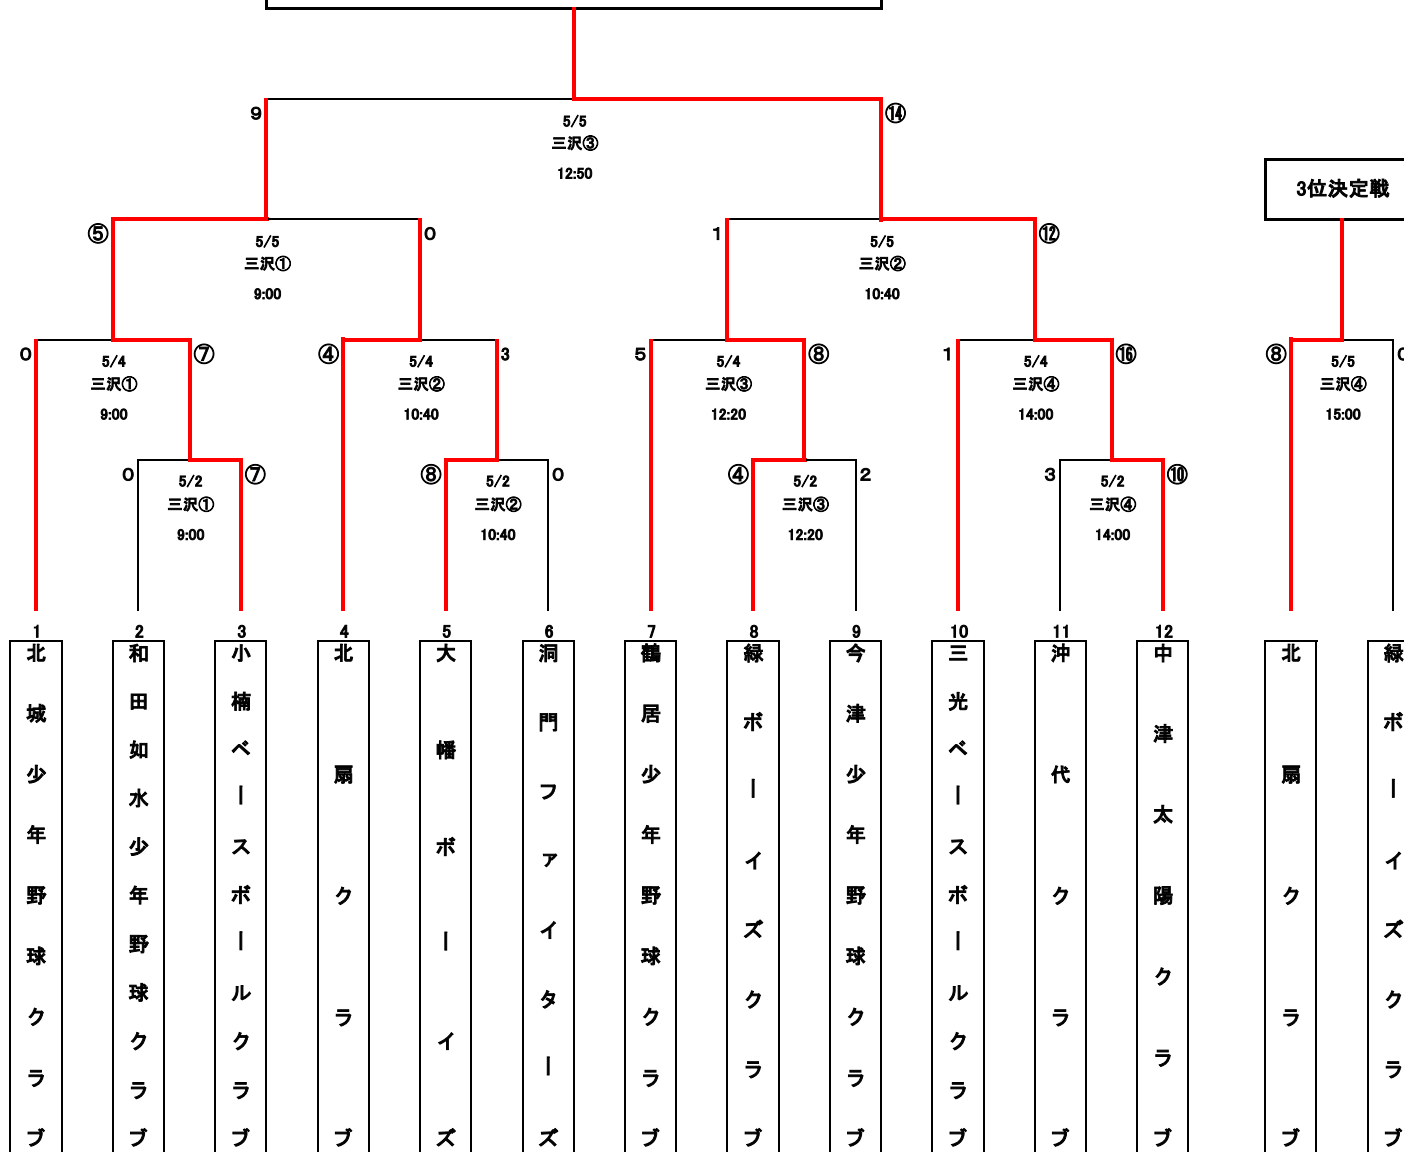 9
⑭
5/5
三沢③
12:50
3位決定戦
⑤
0
1
⑫
5/5
三沢①
9:00
5/5
三沢②
10:40
0
⑦
④
3
5
⑧
1
⑯
⑧
0
5/4
三沢①
9:00
5/4
三沢②
10:40
5/4
三沢③
12:20
5/4
三沢④
14:00
5/5
三沢④
15:00
0
⑦
⑧
0
④
2
3
⑩
5/2
三沢①
9:00
5/2
三沢②
10:40
5/2
三沢③
12:20
5/2
三沢④
14:00
1
北城少年野球クラブ
2
和田如水少年野球クラブ
3
小楠ベースボールクラブ
4
北扇クラブ
5
大幡ボーイズ
6
洞門ファイターズ
7
鶴居少年野球クラブ
8
緑ボーイズクラブ
9
今津少年野球クラブ
10
三光ベースボールクラブ
11
沖代クラブ
12
中津太陽クラブ
北扇クラブ
緑ボーイズクラブ